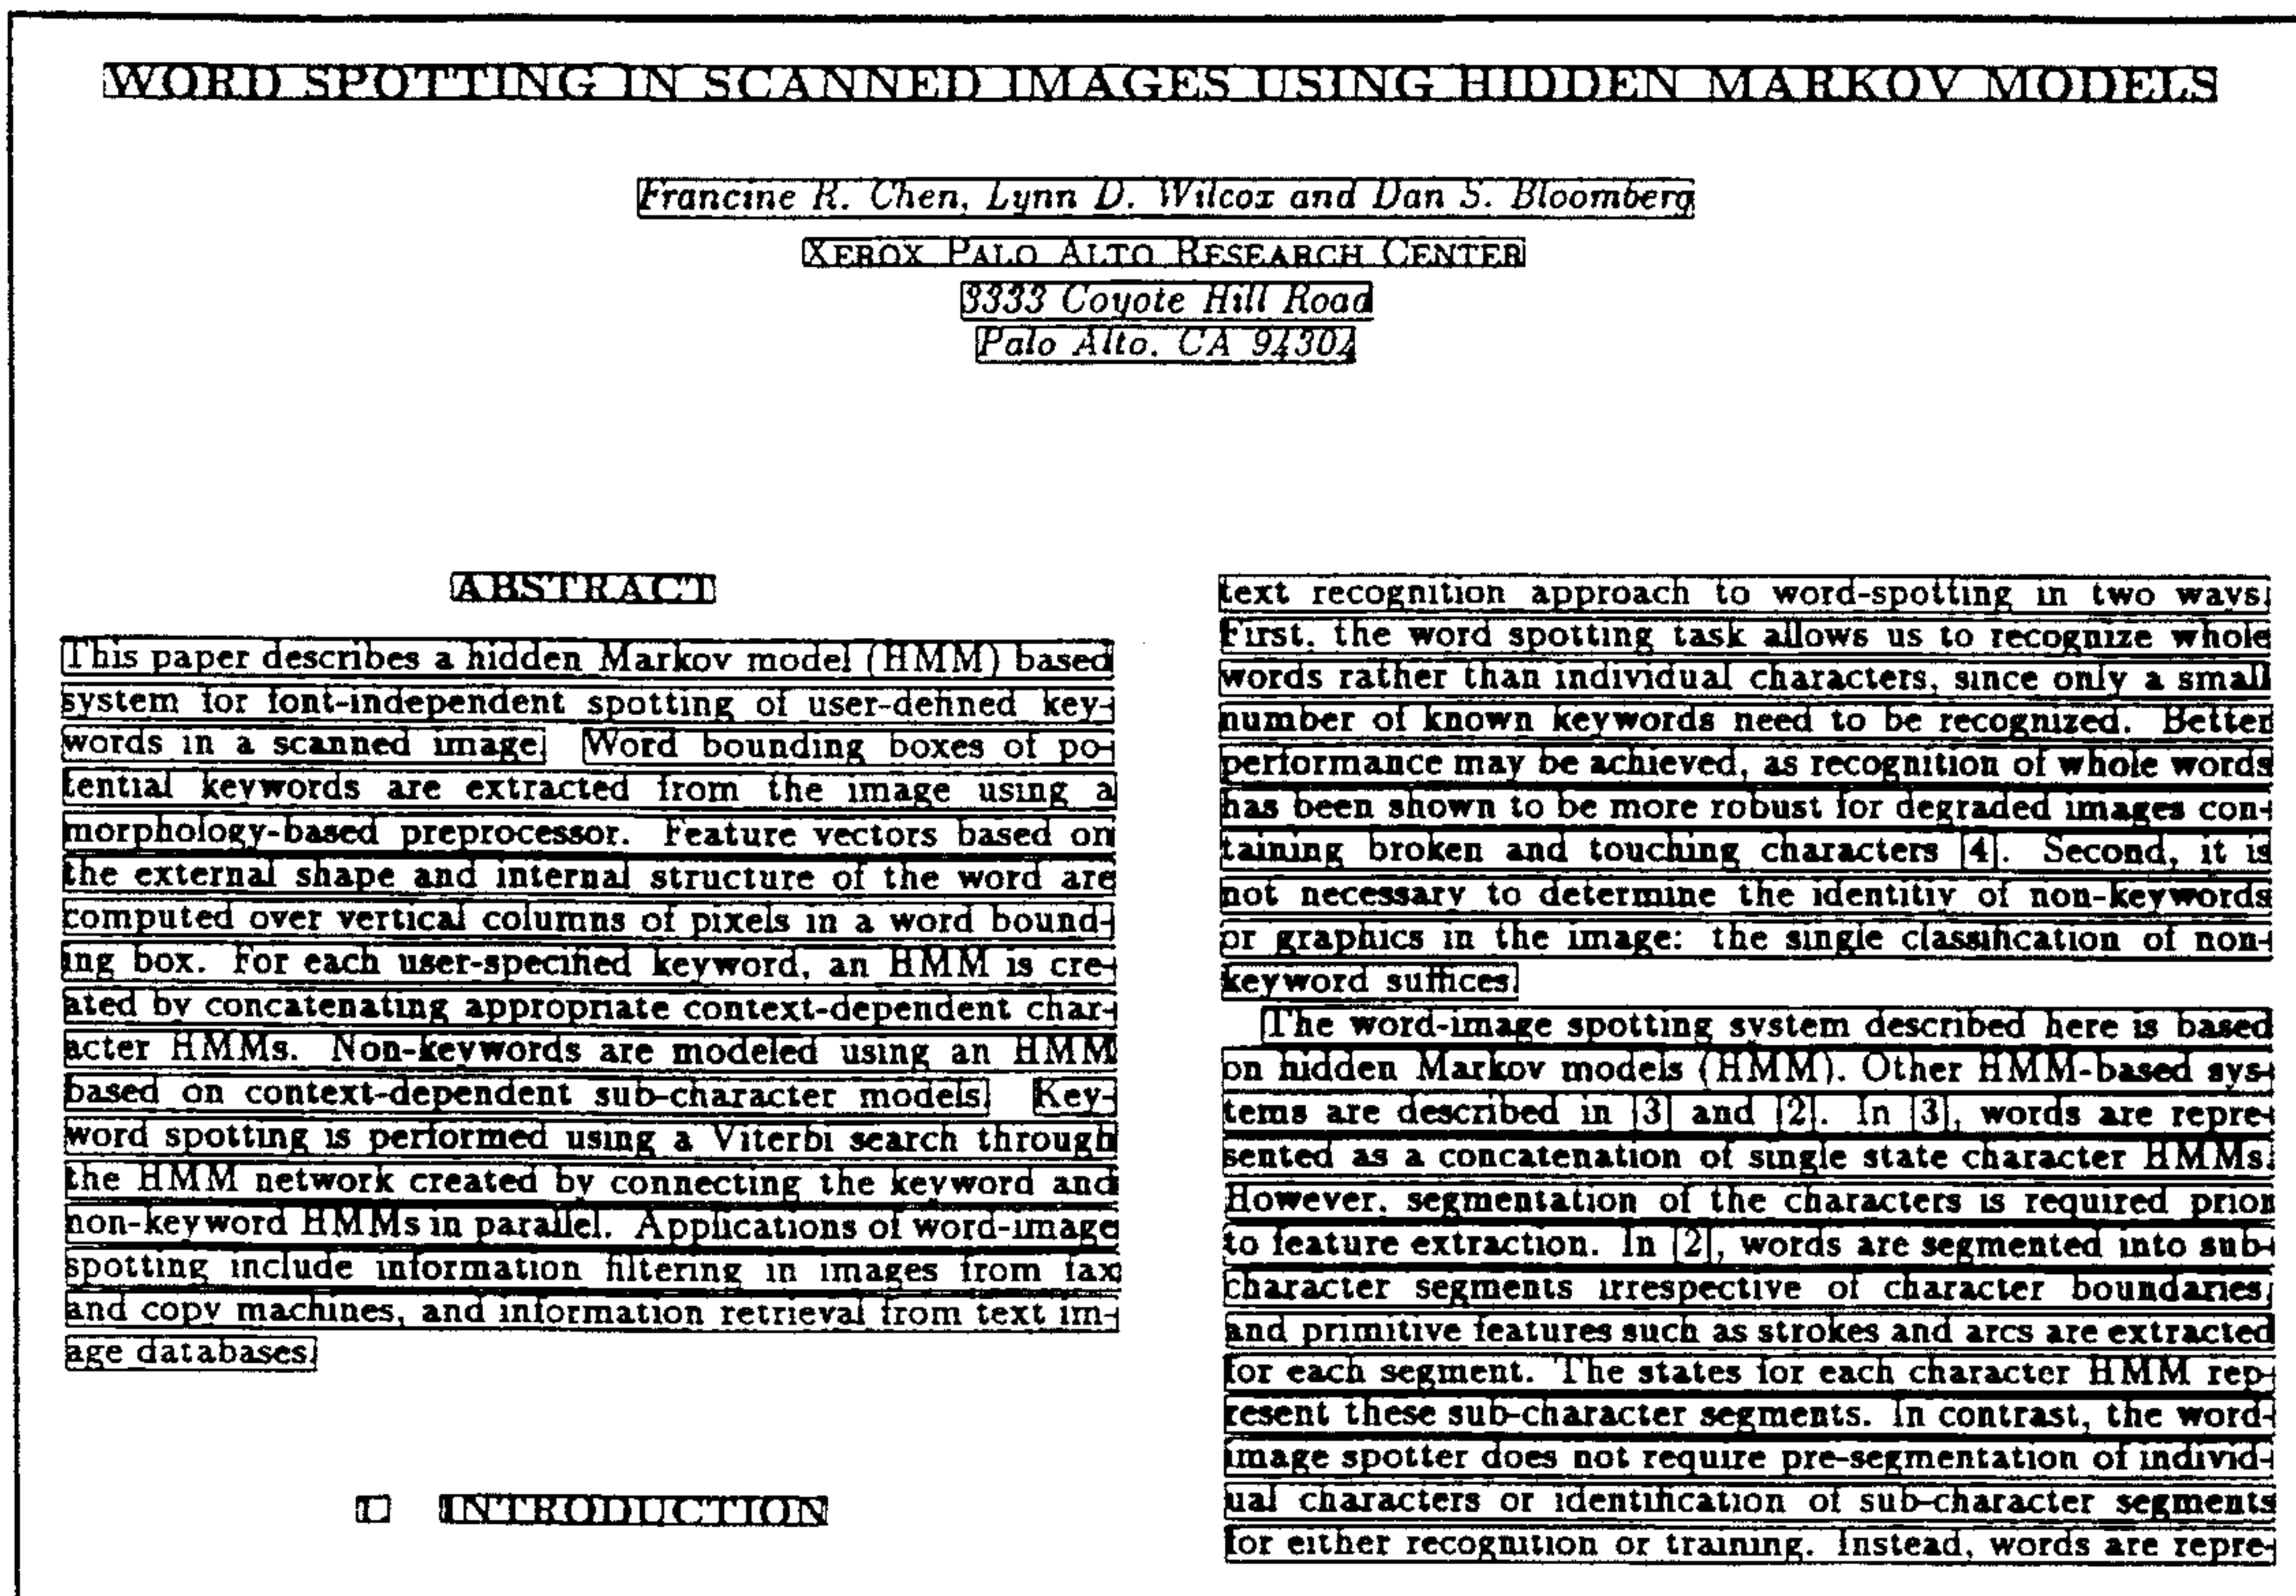 WORD SPOTTING IN SCANNED IMAGES USING HIDDEN MARKOV MODELS
Francine R. Chen, Lynn D. Wilcox and Dan S. Bloomberg
XEROX PALO ALTO RESEARCH CENTER
3333 Coyote Hill Road
Palo Alto, CA 94304
ABSTRACT
This paper describes a hidden Markov model (HMM) based
system for font-independent spotting of user-defined key-
words in a scanned image. Word bounding boxes of po-
tential keywords are extracted from the image using a
morphology-based preprocessor. Feature vectors based on
the external shape and internal structure of the word are
computed over vertical columns of pixels in a word bound-
ing box. For each user-specified keyword, an HMM is cre-
ated by concatenating appropriate context-dependent char-
acter HMMs. Non-keywords are modeled using an HMM
based on context-dependent sub-character models. Key-
word spotting is performed using a Viterbi search through
the HMM network created by connecting the keyword and
non-keyword HMMs in parallel. Applications of word-image
spotting include information filtering in images from fax
and copy machines, and information retrieval from text im-
age databases.
1. INTRODUCTION
text recognition approach to word-spotting in two ways.
First, the word spotting task allows us to recognize whole
words rather than individual characters, since only a small
number of known keywords need to be recognized. Better
performance may be achieved, as recognition of whole words
has been shown to be more robust for degraded images con-
taining broken and touching characters [4]. Second, it is
not necessary to determine the identitiy of non-keywords
or graphics in the image: the single classification of non-
keyword suffices.
The word-image spotting system described here is based
on hidden Markov models (HMM). Other HMM-based sys-
tems are described in [3] and [2]. In [3], words are repre-
sented as a concatenation of single state character HMMs.
However, segmentation of the characters is required prior
to feature extraction. In [2], words are segmented into sub-
character segments irrespective of character boundaries,
and primitive features such as strokes and arcs are extracted
for each segment. The states for each character HMM rep-
resent these sub-character segments. In contrast, the word-
image spotter does not require pre-segmentation of individ-
ual characters or identification of sub-character segments
for either recognition or training. Instead, words are repre-